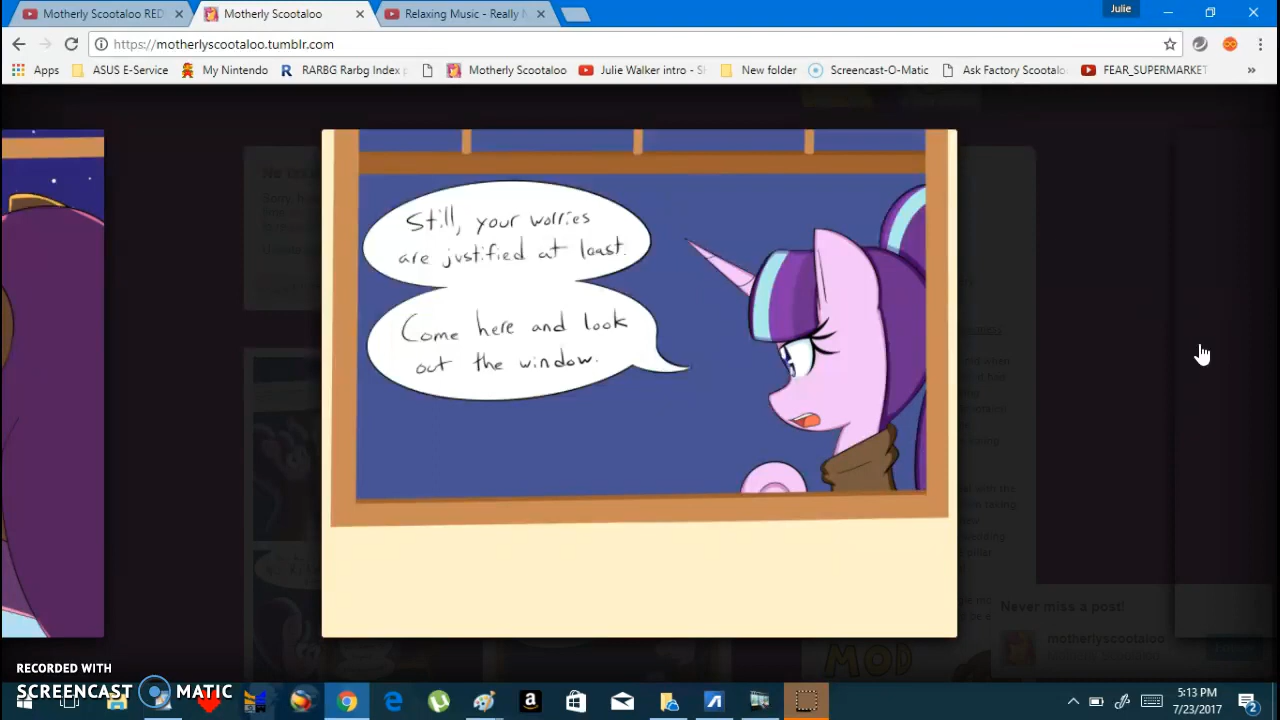 Julie
Motherly Scootaloo RED
Motherly Scootaloo
Relaxing Music - Really
https://motherlyscootaloo.tumblr.com
Apps
ASUS E-Service
My Nintendo
RARBG Rarbg Index
Motherly Scootaloo
Julie Walker intro - S
New folder
Screencast-O-Matic
Ask Factory Scootaloo
FEAR_SUPERMARKET
»
Still, your worries
are justified at least.
Come here and look
out the window.
Never miss a post!
motherlyscootaloo
MOD
RECORDED WITH
SCREENCAST MATIC
5:13 PM
7/23/2017
2